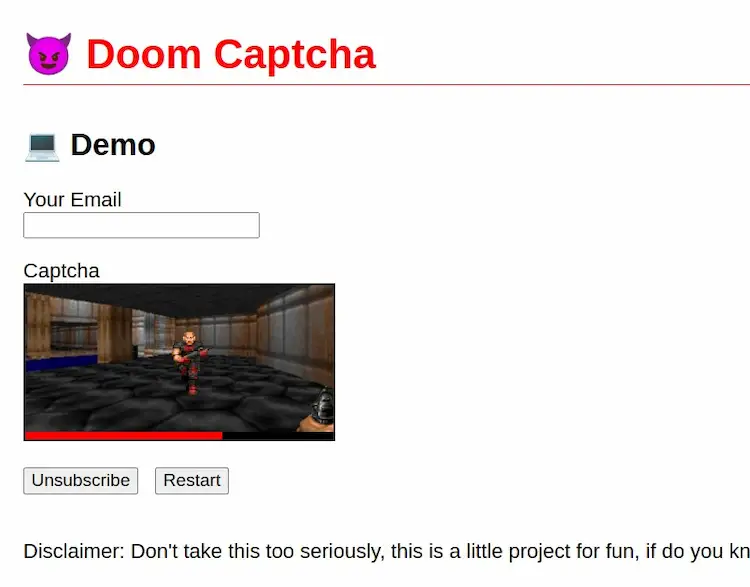 Doom Captcha
Demo
Your Email
Captcha
Unsubscribe Restart
Disclaimer: Don't take this too seriously, this is a little project for fun, if do you kn